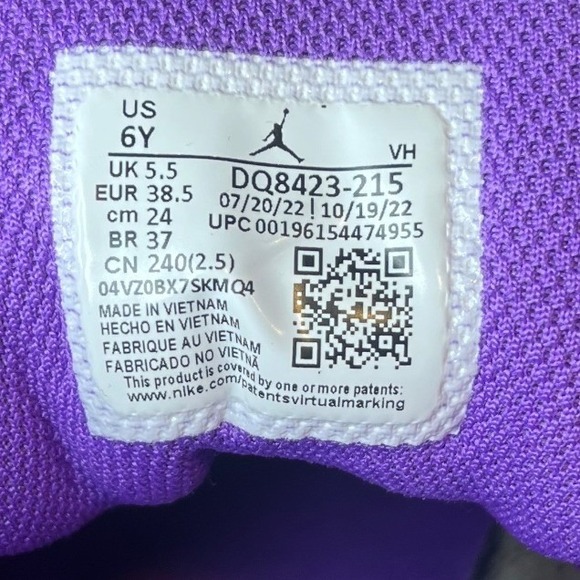 US
6Y
VH
UK 5.5
EUR 38.5
cm 24
BR 37
CN 240(2.5)
DQ8423-215
07/20/22 | 10/19/22
UPC 00196154474955
04VZ0BX7SKMQ4
MADE IN VIETNAM
HECHO EN VIETNAM
FABRIQUE AU VIETNAM
FABRICADO NO VIETNÃ
This product is covered by one or more patents:
www.nike.com/patentsvirtualmarking